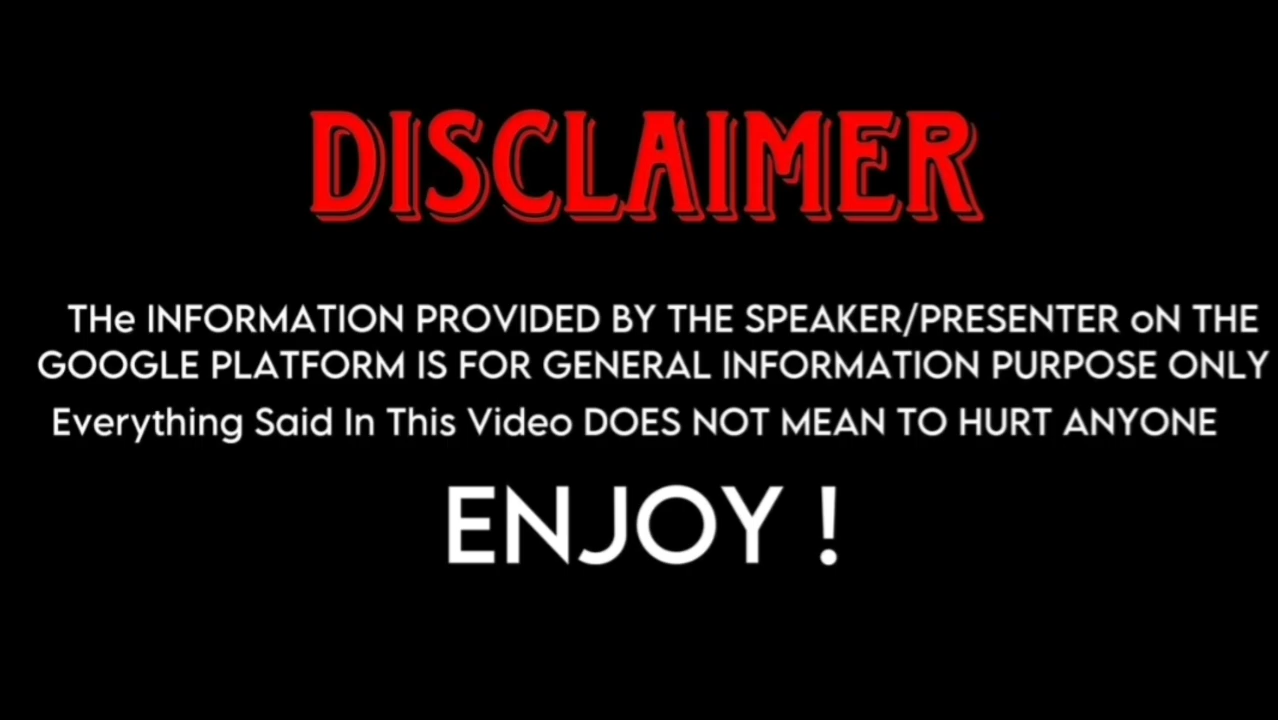 DISCLAIMER
THe INFORMATION PROVIDED BY THE SPEAKER/PRESENTER oN THE
GOOGLE PLATFORM IS FOR GENERAL INFORMATION PURPOSE ONLY
Everything Said In This Video DOES NOT MEAN TO HURT ANYONE
ENJOY !